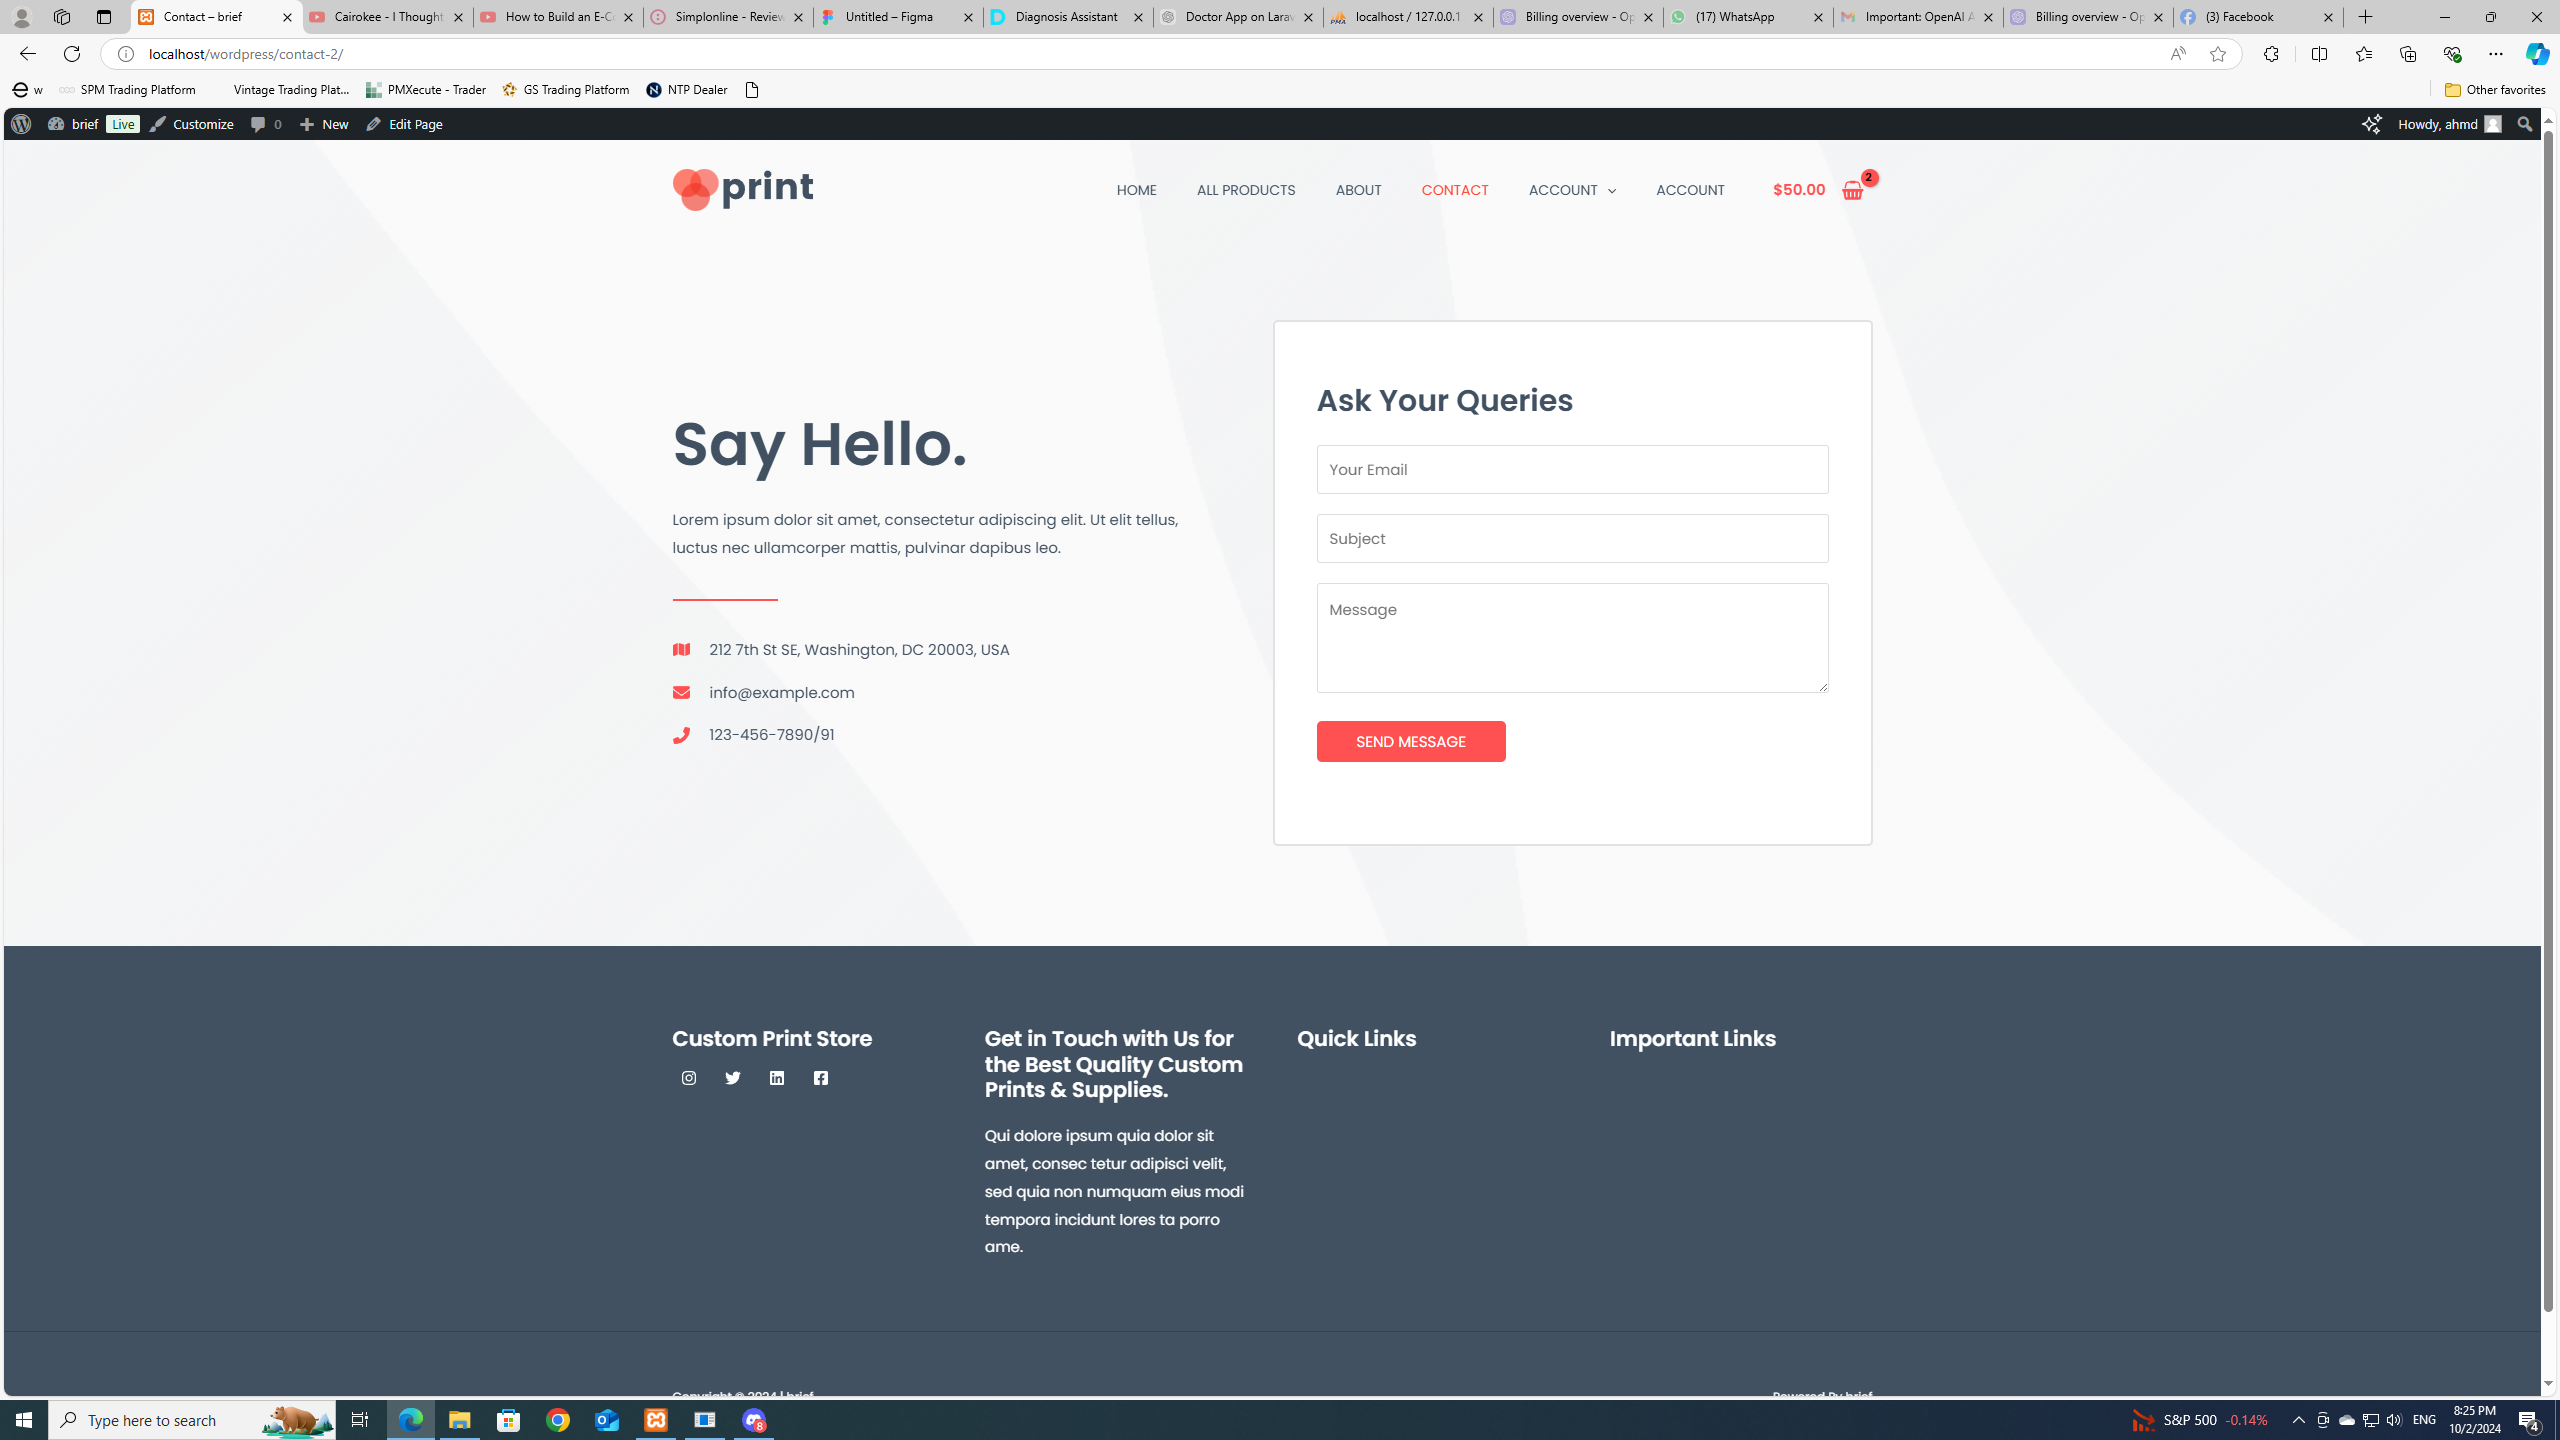 Contact – brief
Cairokee - I Thought
How to Build an E-C
Simplonline - Review
Untitled – Figma
Diagnosis Assistant
Doctor App on Larav
localhost / 127.0.0.1
Billing overview - Op
(17) WhatsApp
Important: OpenAI A
Billing overview - Op
(3) Facebook
localhost/wordpress/contact-2/
w
SPM Trading Platform
Vintage Trading Plat...
PMXecute - Trader
GS Trading Platform
NTP Dealer
Other favorites
brief
Live
Customize
0
New
Edit Page
Howdy, ahmd
print
HOME
ALL PRODUCTS
ABOUT
CONTACT
ACCOUNT
ACCOUNT
$50.00
2
Say Hello.
Lorem ipsum dolor sit amet, consectetur adipiscing elit. Ut elit tellus,
luctus nec ullamcorper mattis, pulvinar dapibus leo.
212 7th St SE, Washington, DC 20003, USA
info@example.com
123-456-7890/91
Ask Your Queries
Your Email
Subject
Message
SEND MESSAGE
Custom Print Store
Get in Touch with Us for
the Best Quality Custom
Prints & Supplies.
Qui dolore ipsum quia dolor sit
amet, consec tetur adipisci velit,
sed quia non numquam eius modi
tempora incidunt lores ta porro
ame.
Quick Links
Important Links
Copyright © 2024 | brief
Powered By brief
Type here to search
8
S&P 500 -0.14%
ENG
8:25 PM
10/2/2024
4